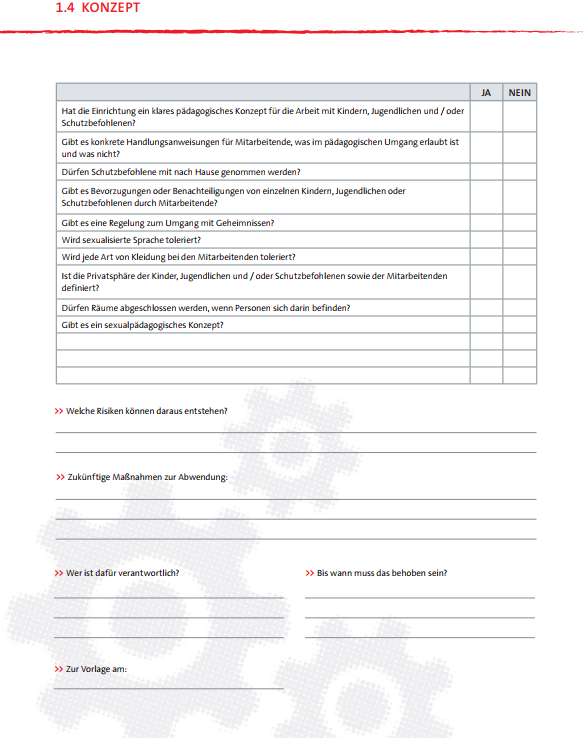 1.4 KONZEPT
JA NEIN
Hat die Einrichtung ein klares pädagogisches Konzept für die Arbeit mit Kindern, Jugendlichen und / oder
Schutzbefohlenen?
Gibt es konkrete Handlungsanweisungen für Mitarbeitende, was im pädagogischen Umgang erlaubt ist
und was nicht?
Dürfen Schutzbefohlene mit nach Hause genommen werden?
Gibt es Bevorzugungen oder Benachteiligungen von einzelnen Kindern, Jugendlichen oder
Schutzbefohlenen durch Mitarbeitende?
Gibt es eine Regelung zum Umgang mit Geheimnissen?
Wird sexualisierte Sprache toleriert?
Wird jede Art von Kleidung bei den Mitarbeitenden toleriert?
Ist die Privatsphäre der Kinder, Jugendlichen und / oder Schutzbefohlenen sowie der Mitarbeitenden
definiert?
Dürfen Räume abgeschlossen werden, wenn Personen sich darin befinden?
Gibt es ein sexualpädagogisches Konzept?
>> Welche Risiken können daraus entstehen?
>> Zukünftige Maßnahmen zur Abwendung:
>> Wer ist dafür verantwortlich?
>> Bis wann muss das behoben sein?
>> Zur Vorlage am: